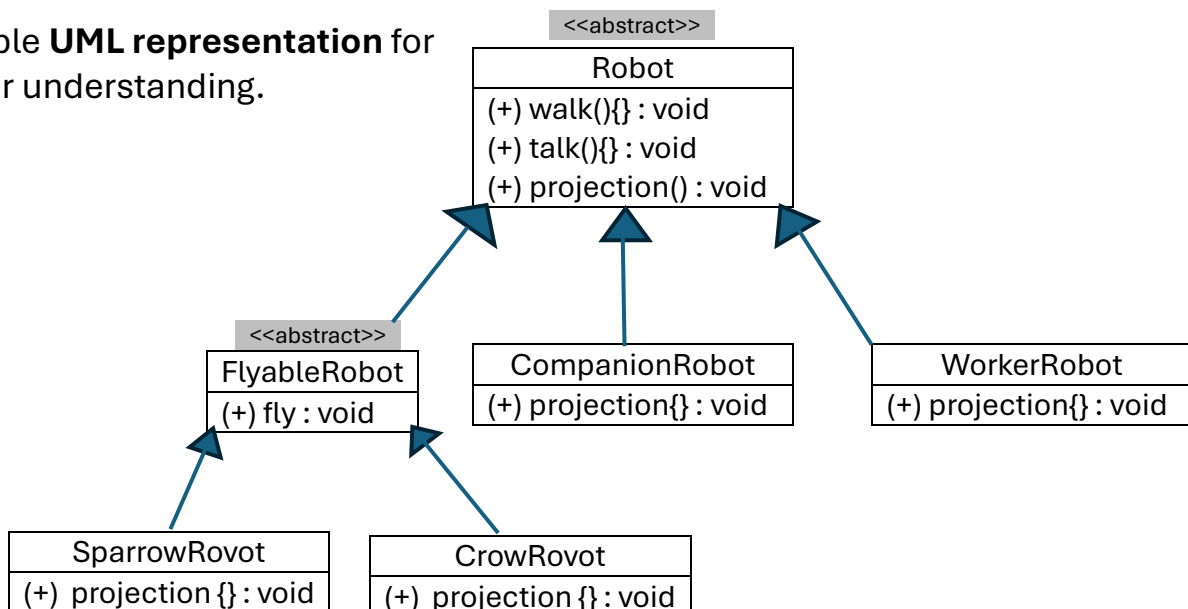 ple UML representation for
r understanding.
<<abstract>>
Robot
(+) walk(){} : void
(+) talk(){} : void
(+) projection() : void
<<abstract>>
FlyableRobot
(+) fly : void
CompanionRobot
(+) projection{} : void
WorkerRobot
(+) projection{} : void
SparrowRovot
(+) projection {} : void
CrowRovot
(+) projection {} : void